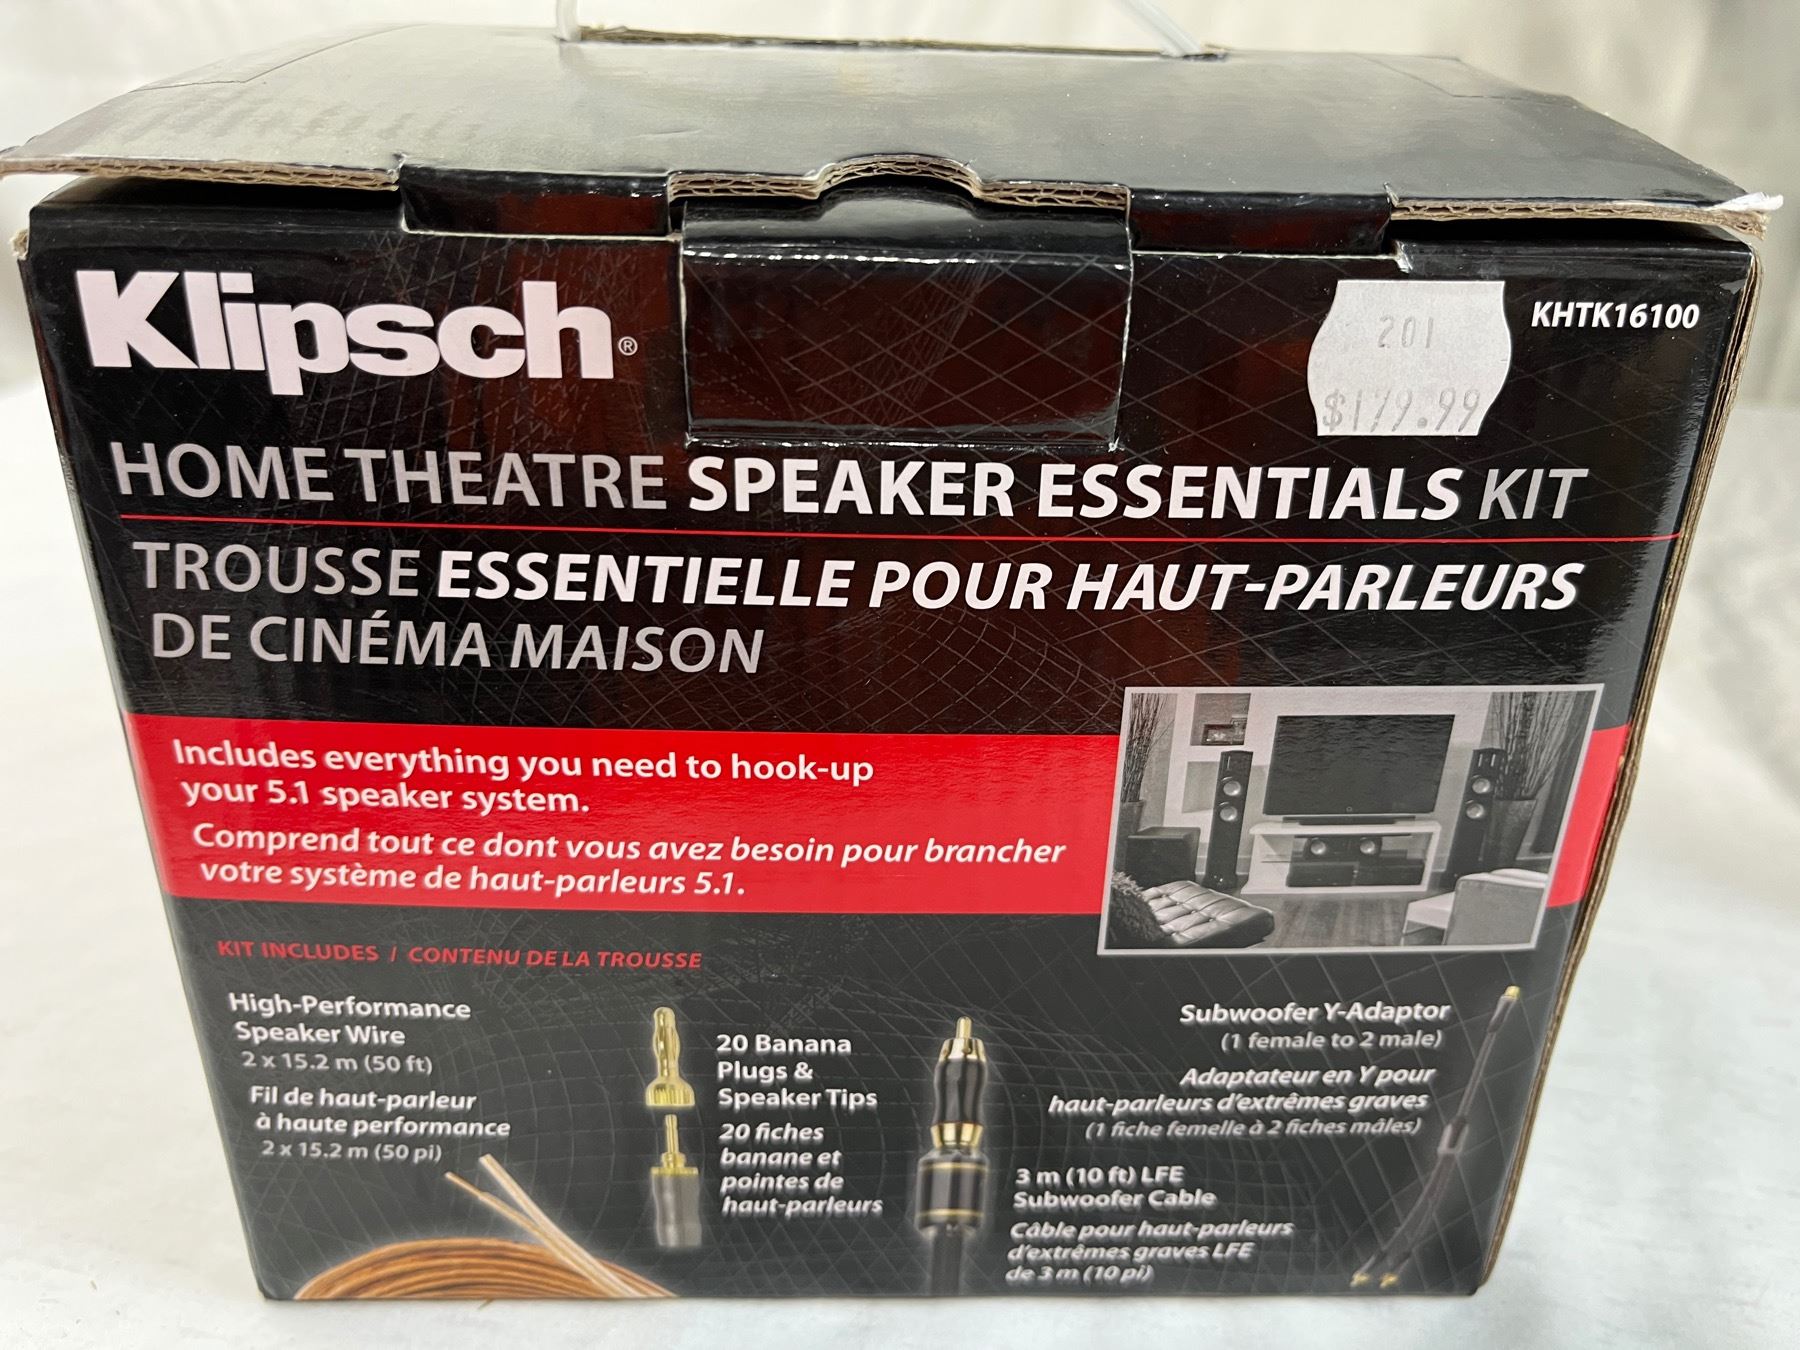 Klipsch®
201
$179.99
KHTK16100
HOME THEATRE SPEAKER ESSENTIALS KIT
TROUSSE ESSENTIELLE POUR HAUT-PARLEURS
DE CINÉMA MAISON
Includes everything you need to hook-up
your 5.1 speaker system.
Comprend tout ce dont vous avez besoin pour brancher
votre système de haut-parleurs 5.1.
KIT INCLUDES / CONTENU DE LA TROUSSE
High-Performance
Speaker Wire
2 x 15.2 m (50 ft)
Fil de haut-parleur
à haute performance
2 x 15.2 m (50 pi)
20 Banana
Plugs &
Speaker Tips
20 fiches
banane et
pointes de
haut-parleurs
3 m (10 ft) LFE
Subwoofer Cable
Câble pour haut-parleurs
d'extrêmes graves LFE
de 3 m (10 pi)
Subwoofer Y-Adaptor
(1 female to 2 male)
Adaptateur en Y pour
haut-parleurs d'extrêmes graves
(1 fiche femelle à 2 fiches mâles)